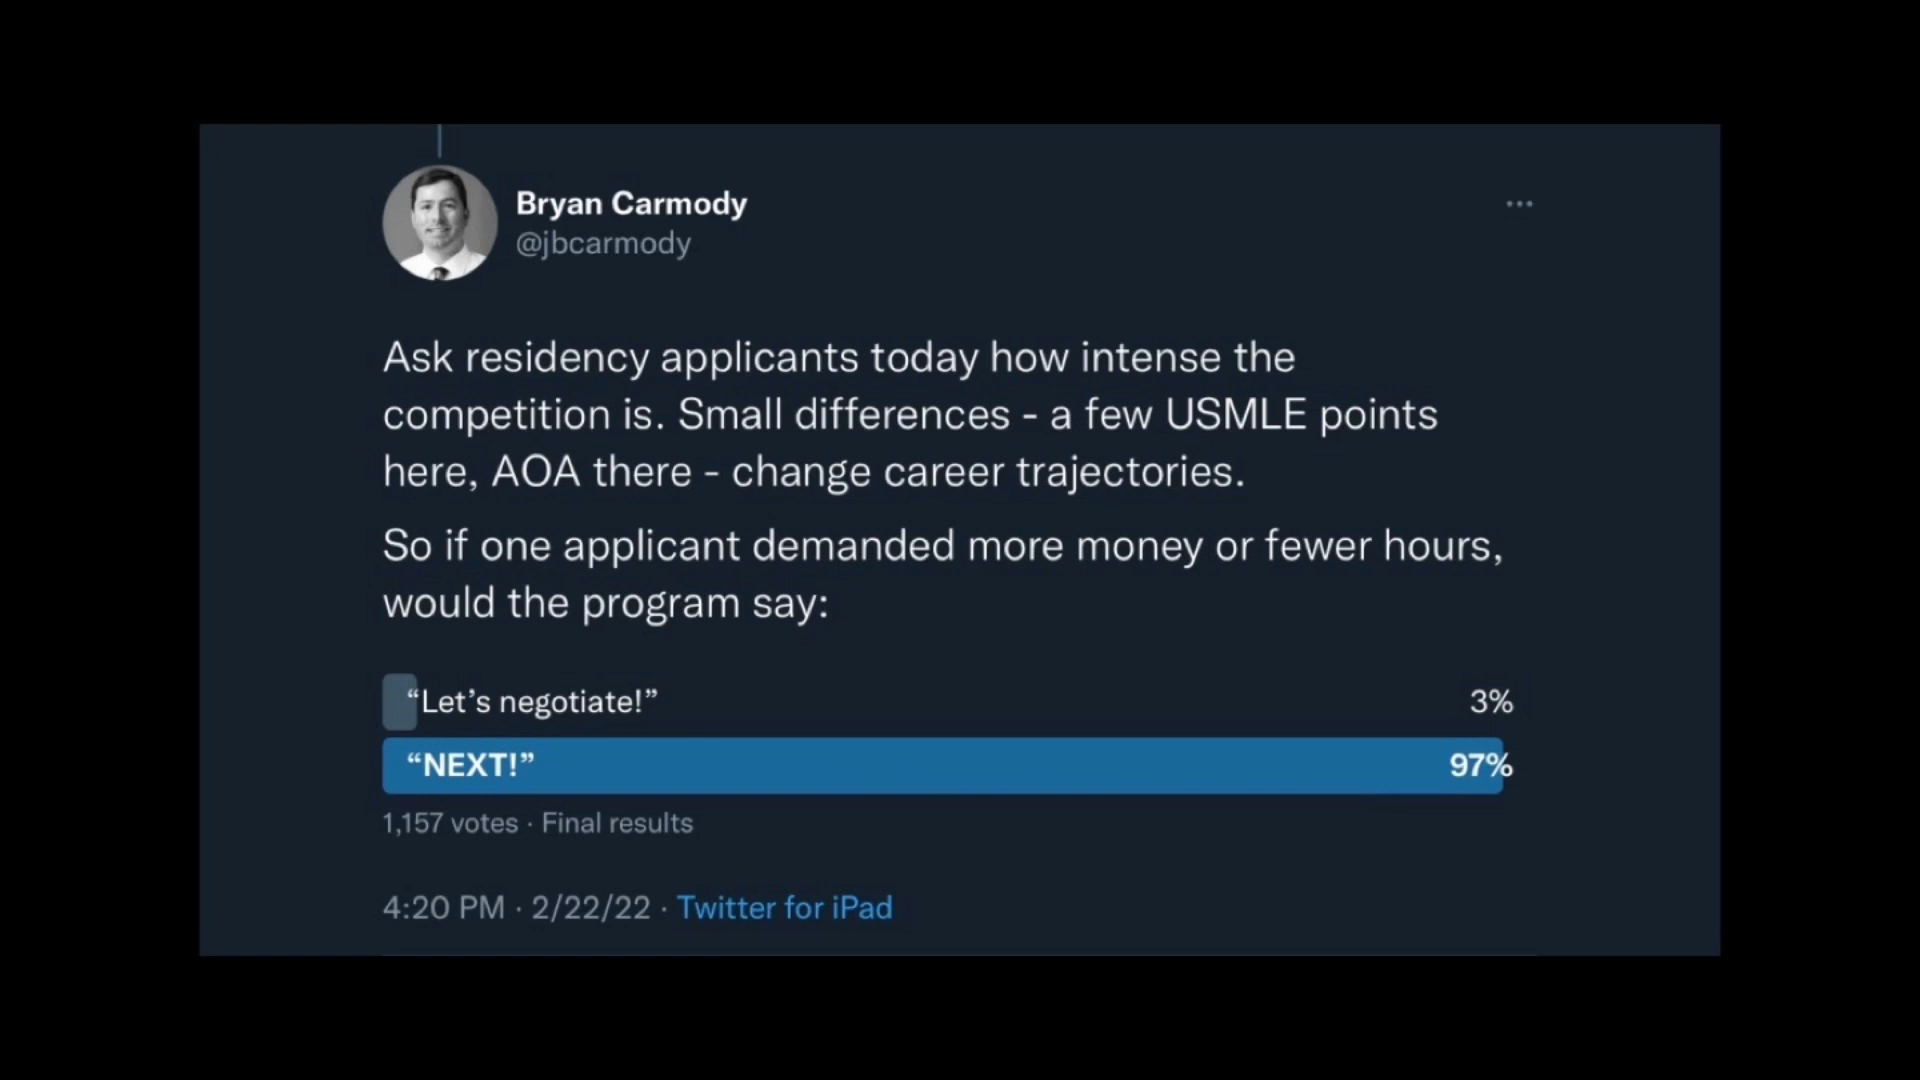 Bryan Carmody
@jbcarmody
Ask residency applicants today how intense the
competition is. Small differences - a few USMLE points
here, AOA there - change career trajectories.
So if one applicant demanded more money or fewer hours,
would the program say:
“Let’s negotiate!” 3%
“NEXT!” 97%
1,157 votes · Final results
4:20 PM · 2/22/22 · Twitter for iPad